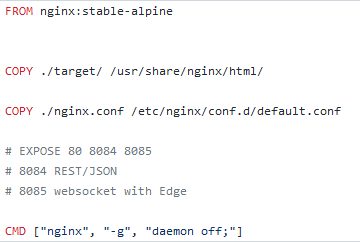 FROM nginx:stable-alpine
COPY ./target/ /usr/share/nginx/html/
COPY ./nginx.conf /etc/nginx/conf.d/default.conf
# EXPOSE 80 8084 8085
# 8084 REST/JSON
# 8085 websocket with Edge
CMD ["nginx", "-g", "daemon off;"]